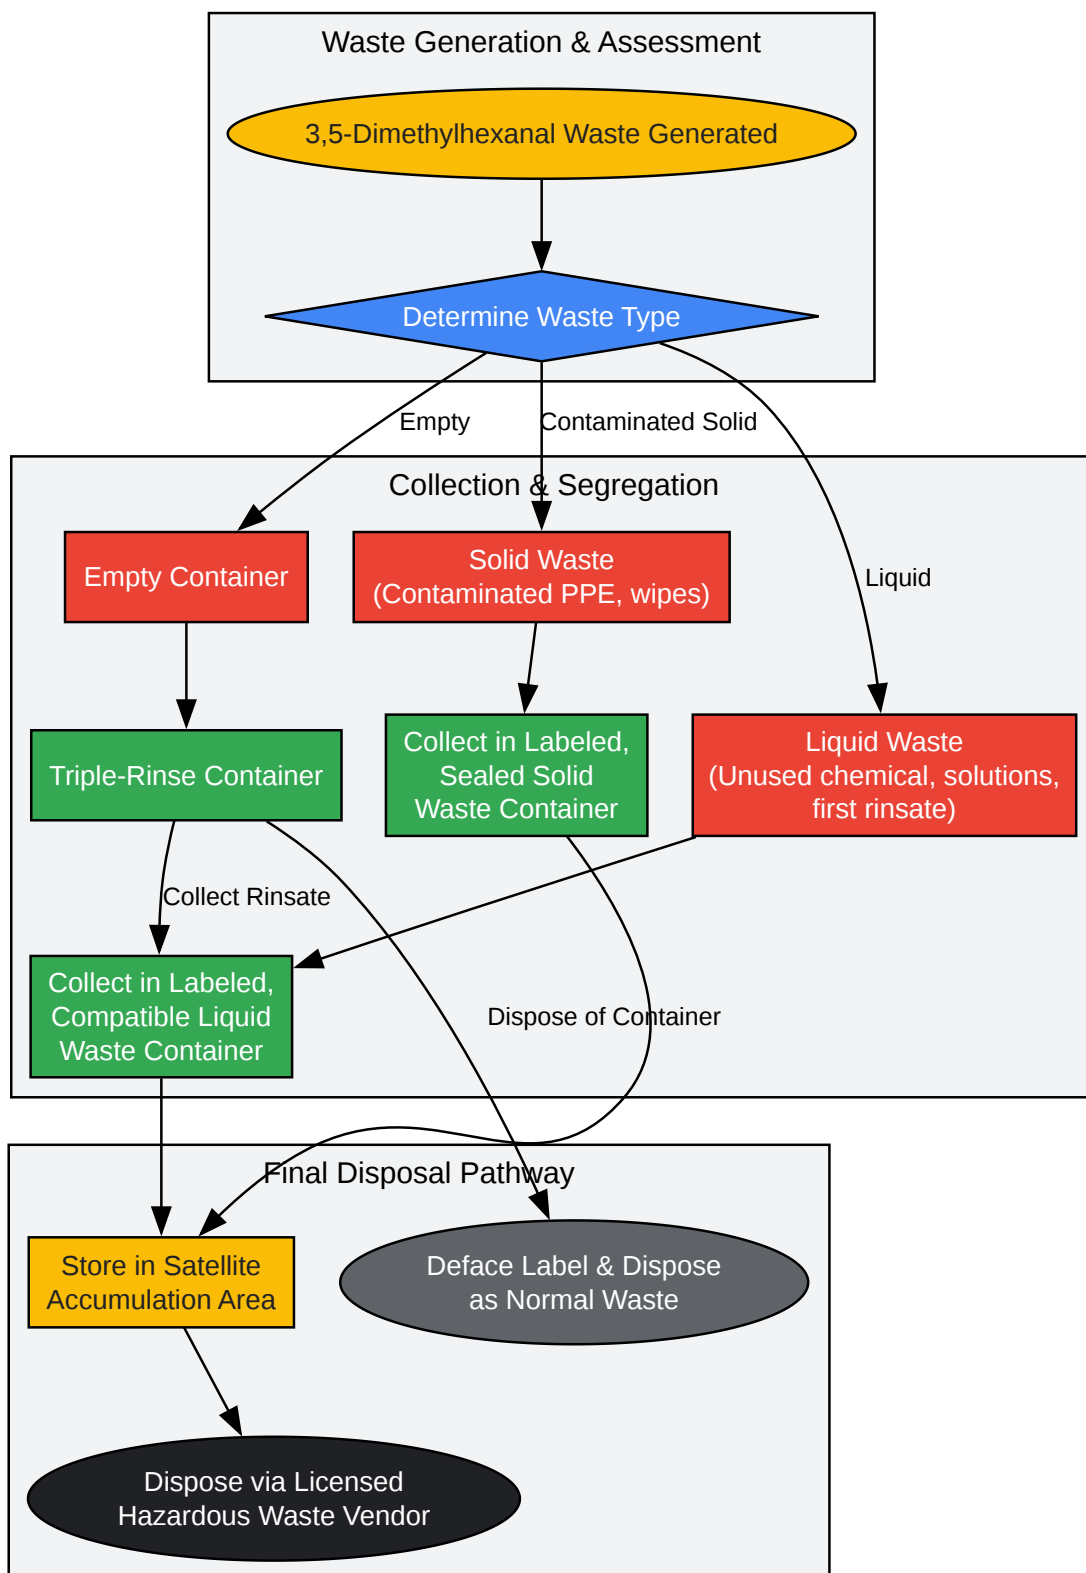 Waste Generation & Assessment
3,5-Dimethylhexanal Waste Generated
Determine Waste Type
Empty
Contaminated Solid
Collection & Segregation
Empty Container
Solid Waste
(Contaminated PPE, wipes)
Liquid
Triple-Rinse Container
Collect in Labeled,
Sealed Solid
Waste Container
Liquid Waste
(Unused chemical, solutions,
first rinsate)
Collect Rinsate
Collect in Labeled,
Compatible Liquid
Waste Container
Dispose of Container
Final Disposal Pathway
Store in Satellite
Accumulation Area
Deface Label & Dispose
as Normal Waste
Dispose via Licensed
Hazardous Waste Vendor